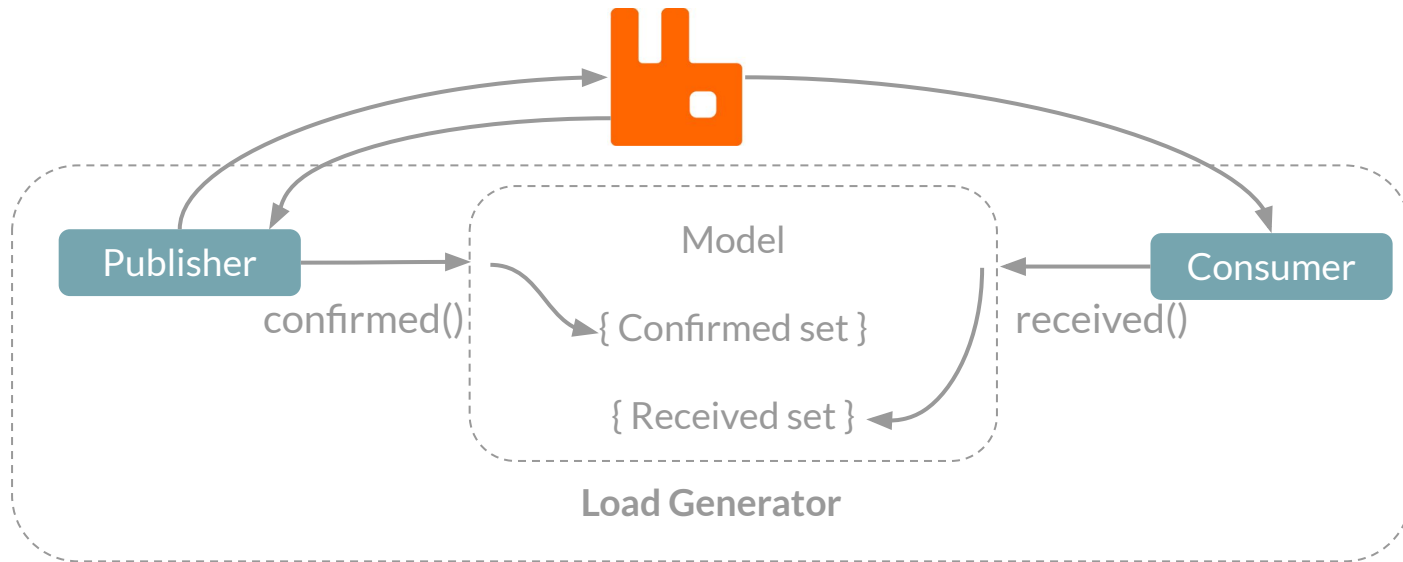 Model
Publisher
Consumer
confirmed()
received()
{ Confirmed set }
{ Received set }
Load Generator